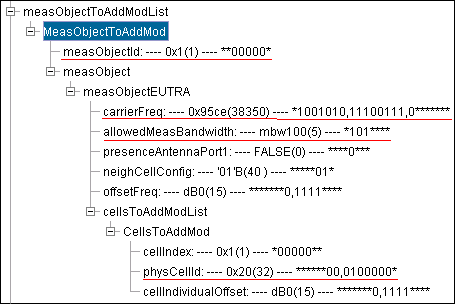 measObjectToAddModList
MeasObjectToAddMod
measObjectId: ---- 0x1(1) ---- **00000*
measObject
measObjectEUTRA
carrierFreq: ---- 0x95ce(38350) ---- *1001010,11100111,0*******
allowedMeasBandwidth: ---- mbw100(5) ---- *101****
presenceAntennaPort1: ---- FALSE(0) ---- ****0***
neighCellConfig: ---- '01'B(40 ) ---- *****01*
offsetFreq: ---- dB0(15) ---- *******0,1111****
cellsToAddModList
CellsToAddMod
cellIndex: ---- 0x1(1) ---- *00000**
physCellId: ---- 0x20(32) ---- ******00,0100000*
cellIndividualOffset: ---- dB0(15) ---- *******0,1111****